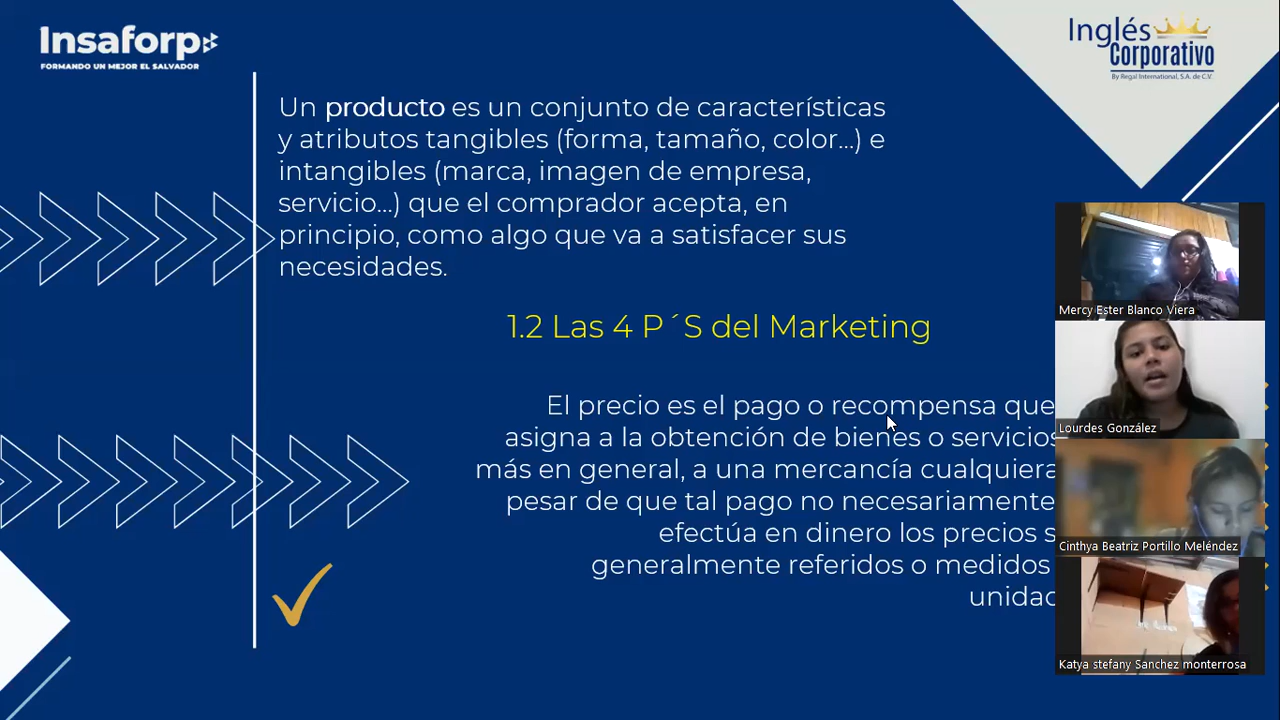 Insaforp
FORMANDO UN MEJOR EL SALVADOR
Inglés
Corporativo
By Regal International, S.A. de C.V.
Un producto es un conjunto de características
y atributos tangibles (forma, tamaño, color...) e
intangibles (marca, imagen de empresa,
servicio...) que el comprador acepta, en
principio, como algo que va a satisfacer sus
necesidades.
1.2 Las 4 P´S del Marketing
El precio es el pago o recompensa que
asigna a la obtención de bienes o servicios
más en general, a una mercancía cualquiera
pesar de que tal pago no necesariamente
efectúa en dinero los precios s
generalmente referidos o medidos
unidad
Mercy Ester Blanco Viera
Lourdes González
Cinthya Beatriz Portillo Meléndez
Katya stefany Sanchez monterrosa